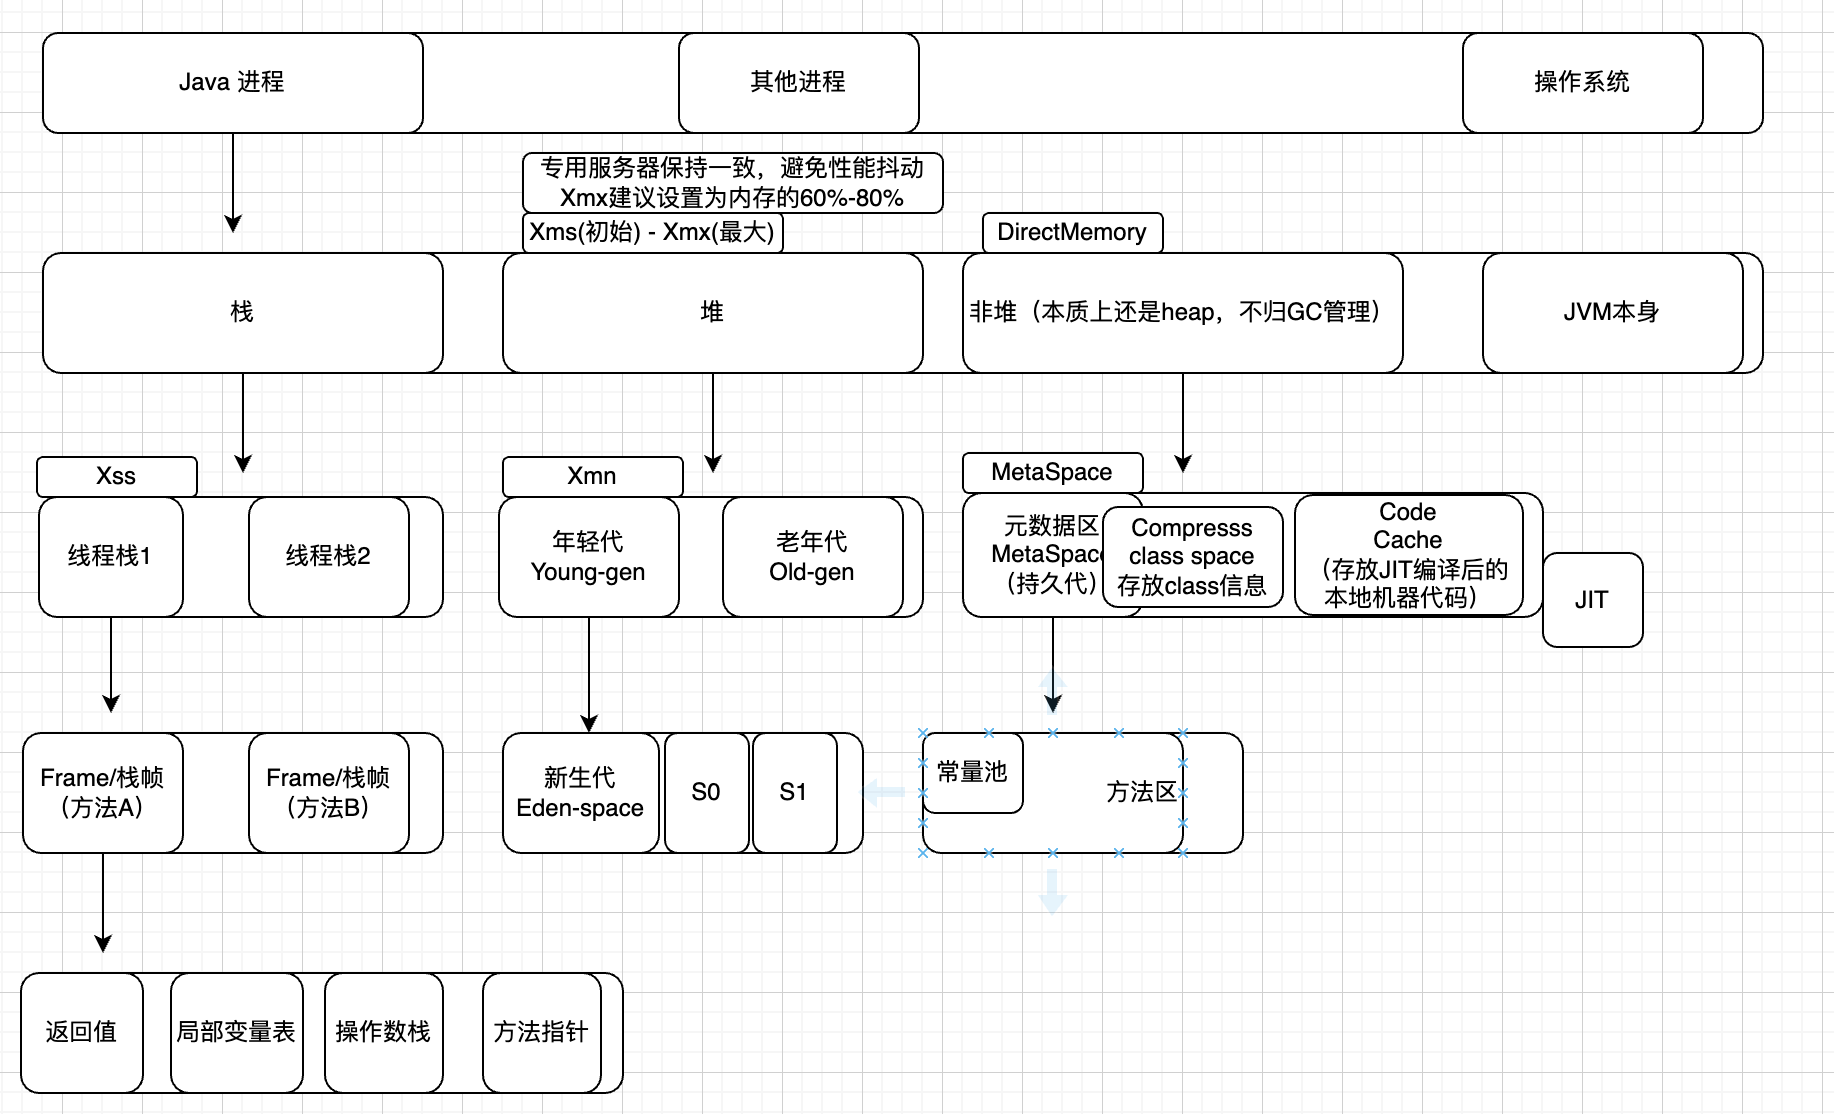 Java 进程
其他进程
操作系统
专用服务器保持一致，避免性能抖动
Xmx建议设置为内存的60%-80%
Xms(初始) - Xmx(最大)
DirectMemory
栈
堆
非堆（本质上还是heap，不归GC管理）
JVM本身
Xss
Xmn
MetaSpace
线程栈1
线程栈2
年轻代
Young-gen
老年代
Old-gen
元数据区
MetaSpac
（持久代）
Compresss
class space
存放class信息
Code
Cache
（存放JIT编译后的
本地机器代码）
JIT
Frame/栈帧
（方法A）
Frame/栈帧
（方法B）
新生代
Eden-space
S0
S1
常量池
方法区
返回值
局部变量表
操作数栈
方法指针